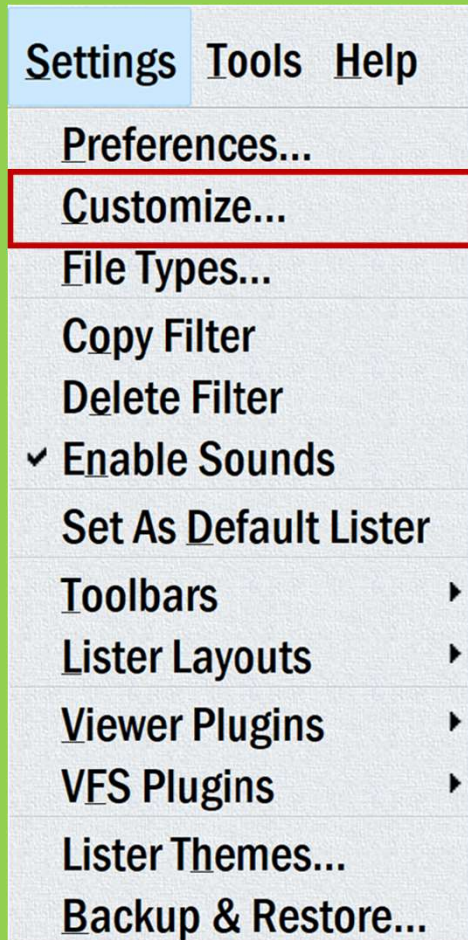 Settings Tools Help
Preferences...
Customize...
File Types...
Copy Filter
Delete Filter
Enable Sounds
Set As Default Lister
Toolbars
Lister Layouts
Viewer Plugins
VFS Plugins
Lister Themes...
Backup & Restore...